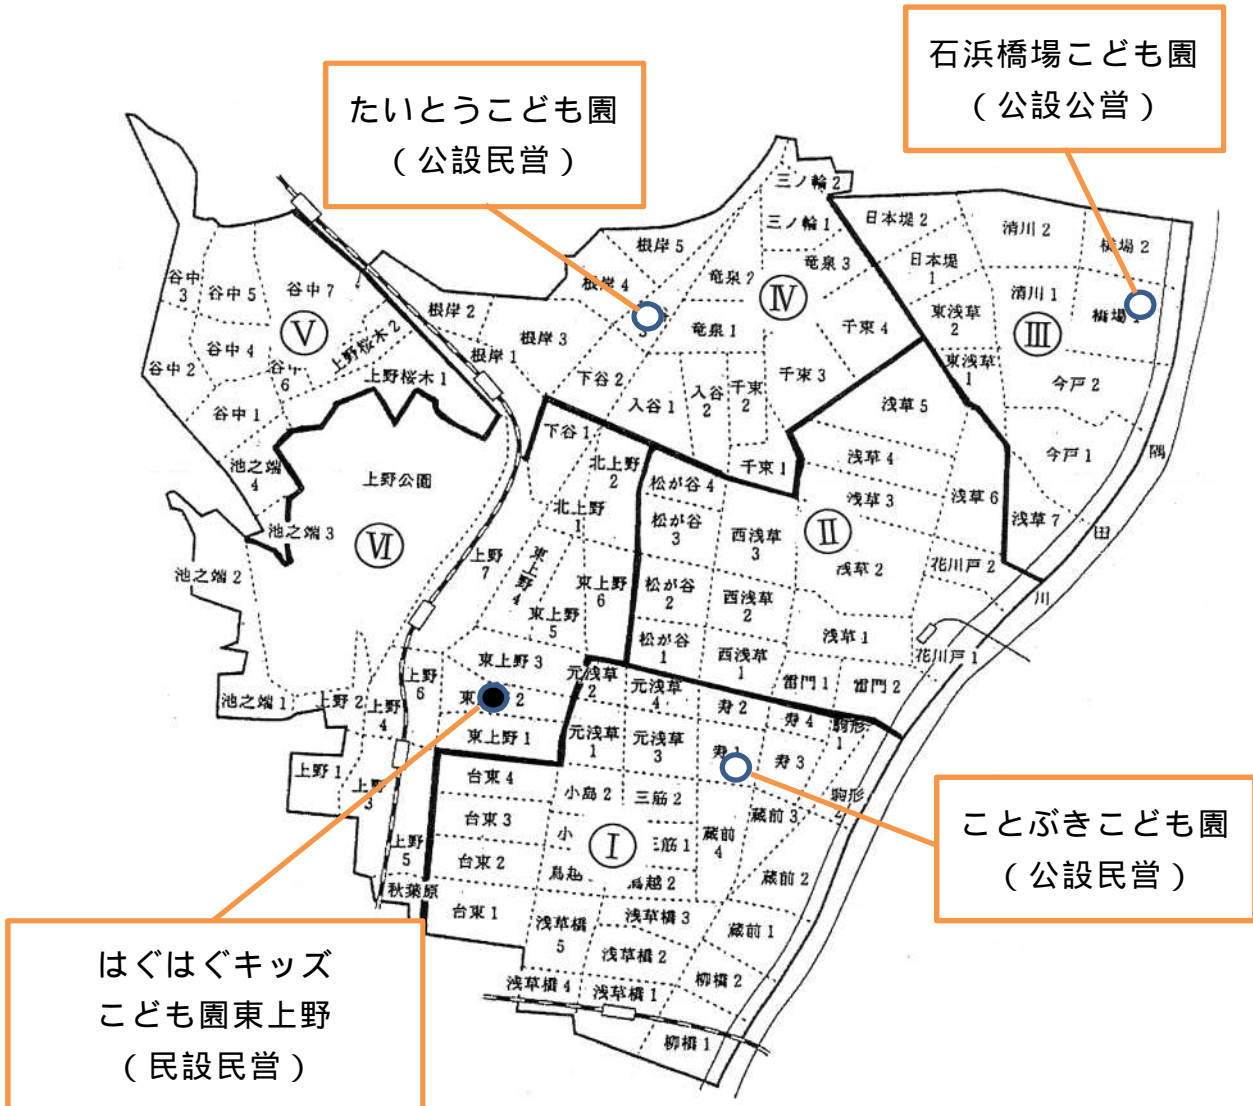 石浜橋場こども園
（公設公営）
たいとうこども園
（公設民営）
三ノ輪 2
三ノ輪 1
日本堤 2
清川 2
橋場 2
根岸 5
竜泉 3
日本堤
1
谷中
3
谷中 5
谷中 7
根岸 4
竜泉 2
Ⅳ
清川 1
橋場 1
根岸 2
東浅草
2
Ⅲ
Ⅴ
根岸 3
竜泉 1
千束 4
谷中 4
上野桜木 2
根岸 1
東浅草
1
谷中 2
谷中
6
上野桜木 1
下谷 2
入谷 1
入谷
2
千束
2
千束 3
今戸 2
谷中 1
浅草 5
下谷 1
池之端
4
上野公園
北上野
2
松が谷 4
千束 1
浅草 4
今戸 1
隅
田
川
浅草 3
浅草 6
北上野
1
松が谷
3
西浅草
3
Ⅱ
浅草 7
池之端 3
Ⅵ
上野
7
東上野
4
東上野
6
浅草 2
花川戸 2
池之端 2
松が谷
2
西浅草
2
東上野
5
浅草 1
松が谷
1
西浅草
1
花川戸 1
東上野 3
雷門 1
雷門 2
上野
6
元浅草
2
元浅草
4
池之端 1
上野 2
上野
4
東
2
寿 2
寿 4
駒形
1
東上野 1
元浅草
1
元浅草
3
寿 1
寿 3
上野 1
上野
3
台東 4
小島 2
三筋 2
駒形
蔵前 3
台東 3
小
Ⅰ
筋 1
蔵前
4
上野
5
台東 2
鳥越 2
蔵前 2
秋葉原
台東 1
浅草橋
5
浅草橋 3
蔵前 1
浅草橋 2
柳橋 2
浅草橋 4
浅草橋 1
柳橋 1
ことぶきこども園
（公設民営）
はぐはぐキッズ
こども園東上野
（民設民営）